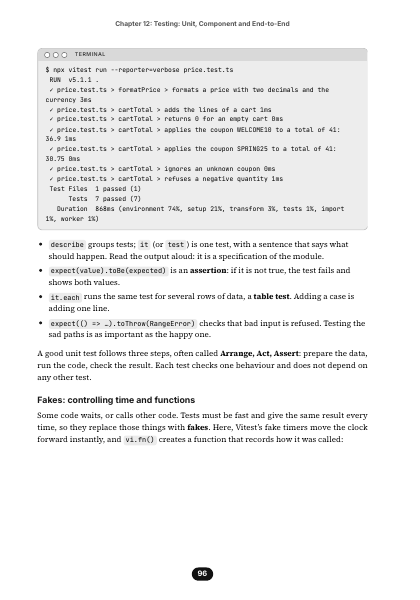 Chapter 12: Testing: Unit, Component and End-to-End
TERMINAL
$ npx vitest run --reporter=verbose price.test.ts
RUN v5.1.1 .
✓ price.test.ts > formatPrice > formats a price with two decimals and the
currency 3ms
✓ price.test.ts > cartTotal > adds the lines of a cart 1ms
✓ price.test.ts > cartTotal > returns 0 for an empty cart 0ms
✓ price.test.ts > cartTotal > applies the coupon WELCOME10 to a total of 41:
36.9 1ms
✓ price.test.ts > cartTotal > applies the coupon SPRING25 to a total of 41:
30.75 0ms
✓ price.test.ts > cartTotal > ignores an unknown coupon 0ms
✓ price.test.ts > cartTotal > refuses a negative quantity 1ms
Test Files 1 passed (1)
Tests 7 passed (7)
Duration 868ms (environment 74%, setup 21%, transform 3%, tests 1%, import
1%, worker 1%)
• describe groups tests; it (or test) is one test, with a sentence that says what
should happen. Read the output aloud: it is a specification of the module.
• expect(value).toBe(expected) is an assertion: if it is not true, the test fails and
shows both values.
• it.each runs the same test for several rows of data, a table test. Adding a case is
adding one line.
• expect(() => …).toThrow(RangeError) checks that bad input is refused. Testing the
sad paths is as important as the happy one.
A good unit test follows three steps, often called Arrange, Act, Assert: prepare the data,
run the code, check the result. Each test checks one behaviour and does not depend on
any other test.
Fakes: controlling time and functions
Some code waits, or calls other code. Tests must be fast and give the same result every
time, so they replace those things with fakes. Here, Vitest's fake timers move the clock
forward instantly, and vi.fn() creates a function that records how it was called:
96